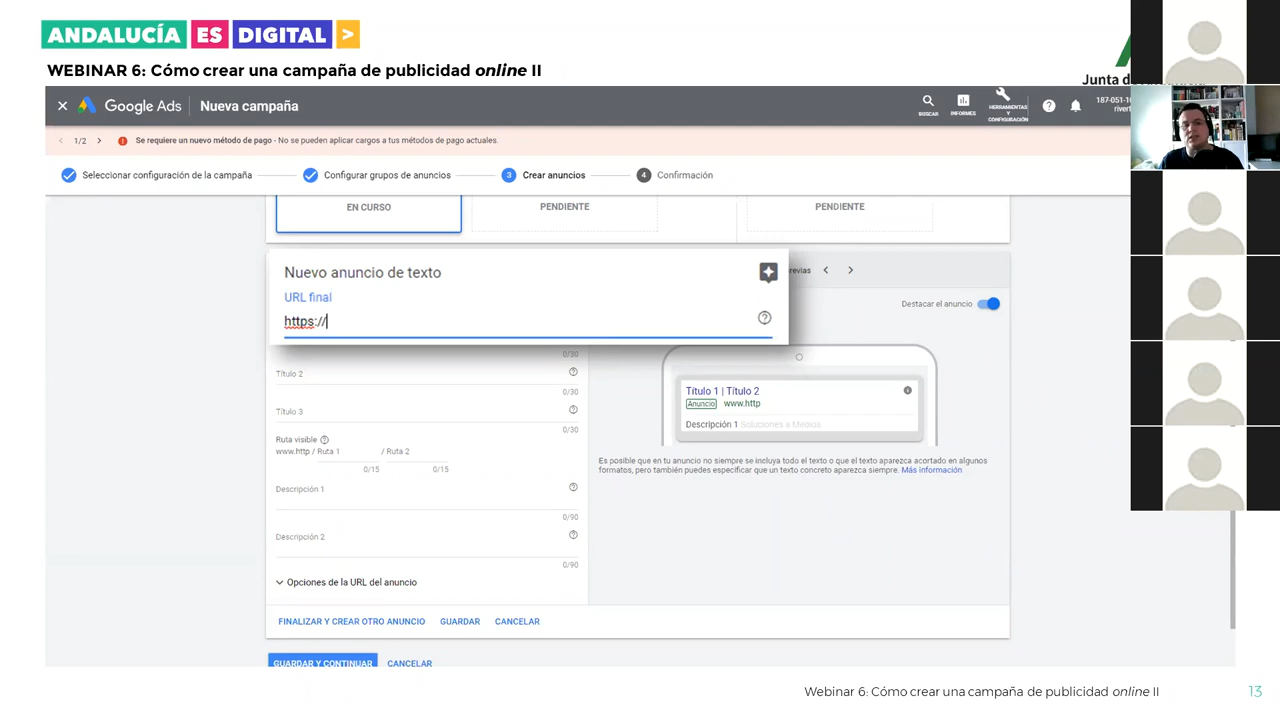 ANDALUCÍA ES DIGITAL >
WEBINAR 6: Cómo crear una campaña de publicidad online II
Google Ads | Nueva campaña
BUSCAR
INFORMES
HERRAMIENTAS
Y
CONFIGURACIÓN
1/2
Se requiere un nuevo método de pago - No se pueden aplicar cargos a tus métodos de pago actuales.
Seleccionar configuración de la campaña
Configurar grupos de anuncios
3 Crear anuncios
4 Confirmación
EN CURSO
PENDIENTE
PENDIENTE
Nuevo anuncio de texto
URL final
https://
0/30
Título 2
0/30
Título 3
0/30
Ruta visible
www.http / Ruta 1 / Ruta 2
0/15 0/15
Descripción 1
0/90
Descripción 2
0/90
Opciones de la URL del anuncio
Destacar el anuncio
Título 1 | Título 2
Anuncio www.http
Descripción 1 Soluciones a Medida
Es posible que en tu anuncio no siempre se incluya todo el texto o que el texto aparezca acortado en algunos
formatos, pero también puedes especificar que un texto concreto aparezca siempre. Más información
FINALIZAR Y CREAR OTRO ANUNCIO GUARDAR CANCELAR
GUARDAR Y CONTINUAR CANCELAR
Webinar 6: Cómo crear una campaña de publicidad online II
13